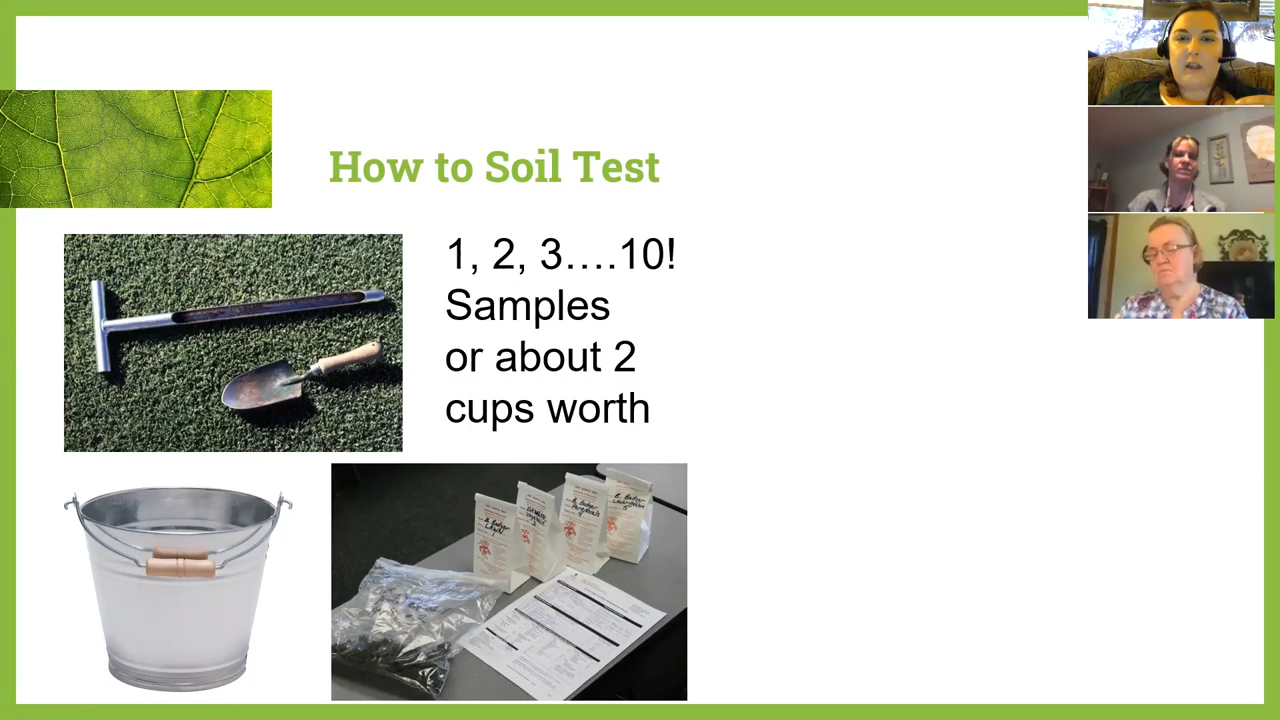 How to Soil Test
1, 2, 3....10!
Samples
or about 2
cups worth